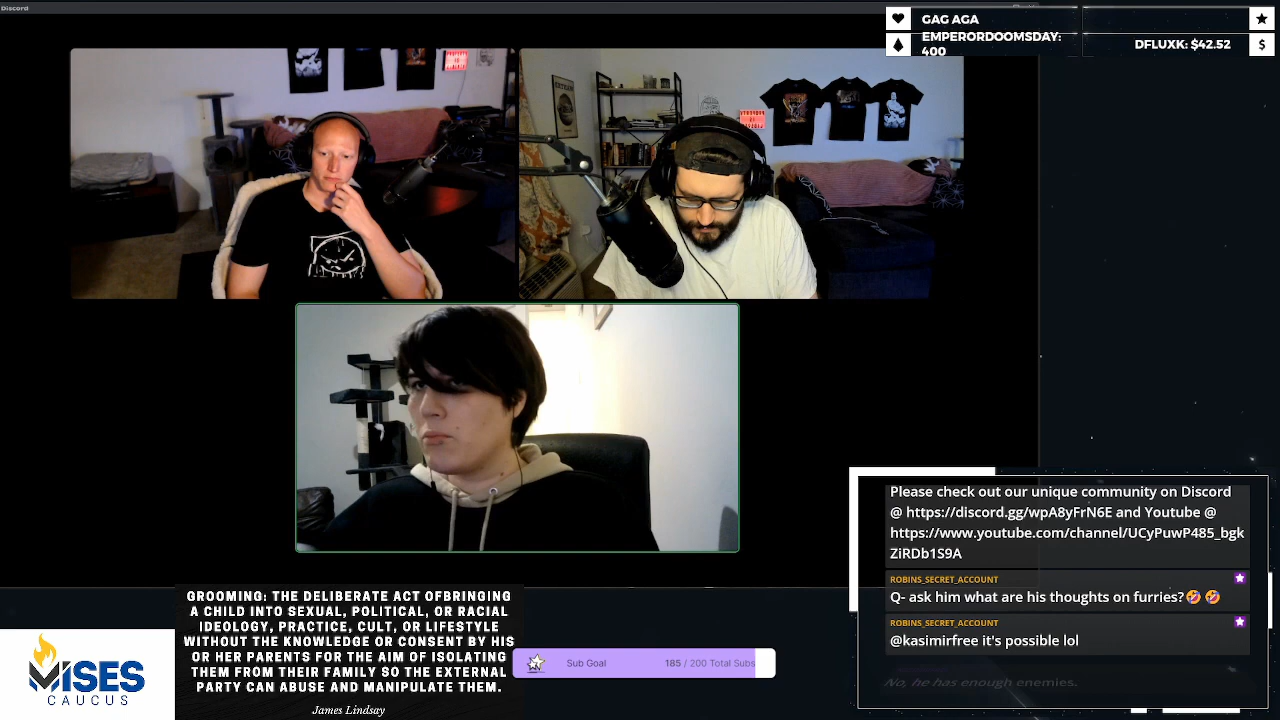 Discord
GAG AGA
EMPERORDOOMSDAY:
400
DFLUXK: $42.52
$
Please check out our unique community on Discord
@ https://discord.gg/wpA8yFrN6E and Youtube @
https://www.youtube.com/channel/UCyPuwP485_bgk
ZiRDb1S9A
ROBINS_SECRET_ACCOUNT
Q- ask him what are his thoughts on furries?🤣 🤣
ROBINS_SECRET_ACCOUNT
@kasimirfree it's possible lol
No, he has enough enemies.
GROOMING: THE DELIBERATE ACT OFBRINGING
A CHILD INTO SEXUAL, POLITICAL, OR RACIAL
IDEOLOGY, PRACTICE, CULT, OR LIFESTYLE
WITHOUT THE KNOWLEDGE OR CONSENT BY HIS
OR HER PARENTS FOR THE AIM OF ISOLATING
THEM FROM THEIR FAMILY SO THE EXTERNAL
PARTY CAN ABUSE AND MANIPULATE THEM.
James Lindsay
MISES
CAUCUS
Sub Goal
185 / 200 Total Subs